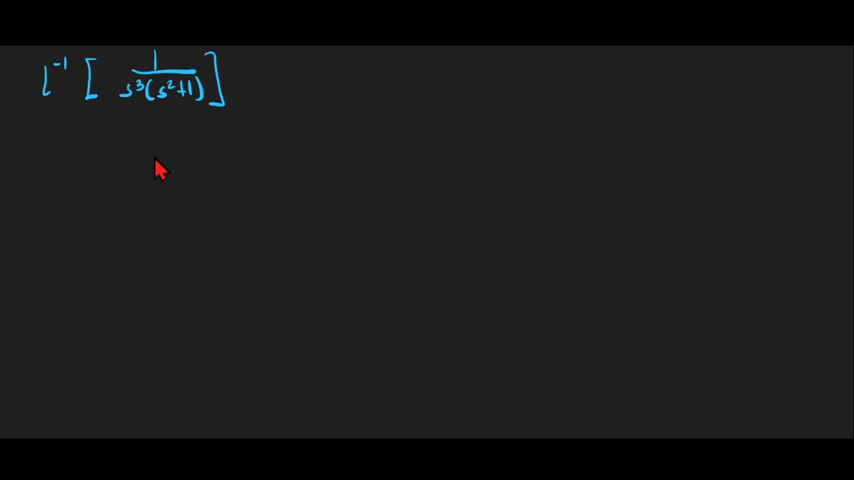 L⁻¹ [ 1/(s³(s²+1)) ]